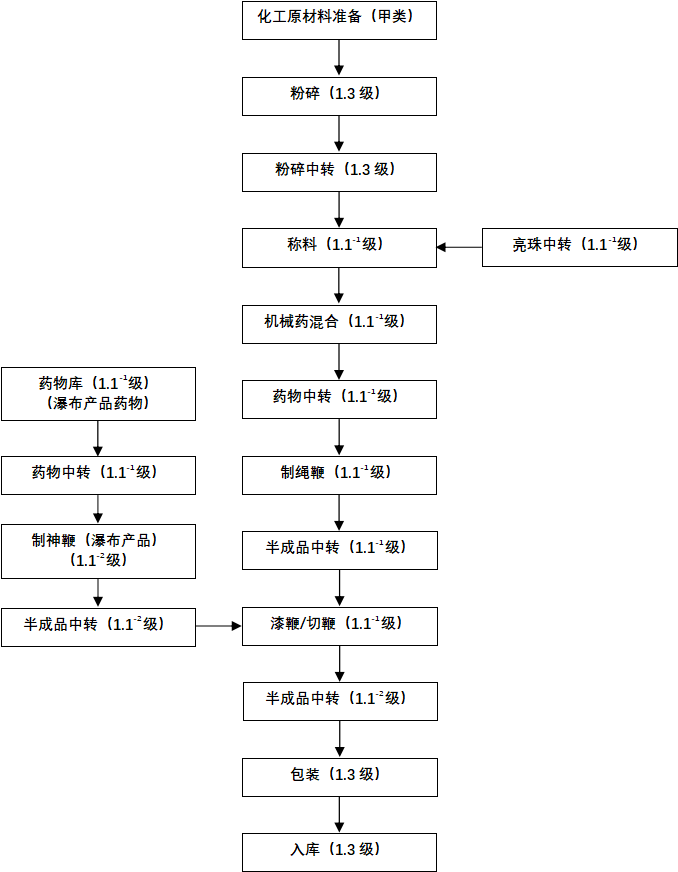 化工原材料准备（甲类）
粉碎（1.3 级）
粉碎中转（1.3 级）
称料（1.1⁻¹级）
亮珠中转（1.1⁻¹级）
机械药混合（1.1⁻¹级）
药物库（1.1⁻¹级）
（瀑布产品药物）
药物中转（1.1⁻¹级）
药物中转（1.1⁻¹级）
制绳鞭（1.1⁻¹级）
制神鞭（瀑布产品）
（1.1⁻²级）
半成品中转（1.1⁻¹级）
半成品中转（1.1⁻²级）
漆鞭/切鞭（1.1⁻¹级）
半成品中转（1.1⁻²级）
包装（1.3 级）
入库（1.3 级）